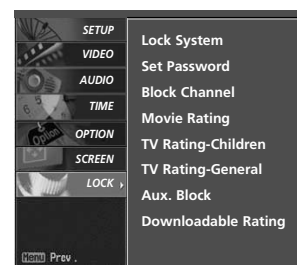 SETUP
VIDEO
AUDIO
TIME
OPTION
SCREEN
LOCK
Menu Prev.
Lock System
Set Password
Block Channel
Movie Rating
TV Rating-Children
TV Rating-General
Aux. Block
Downloadable Rating